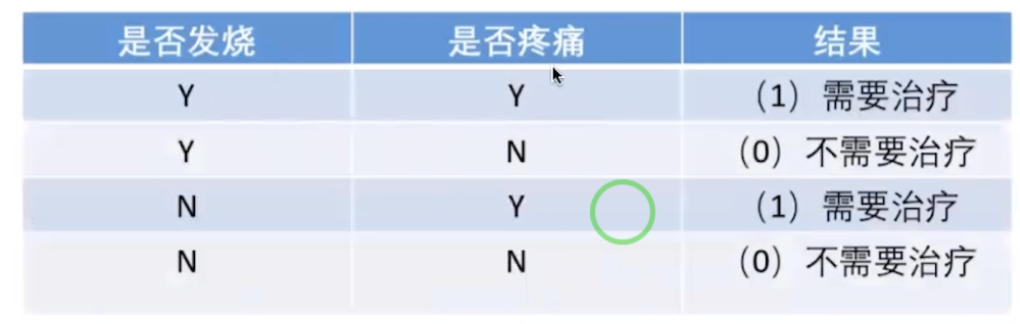 是否发烧 是否疼痛 结果
Y Y （1）需要治疗
Y N （0）不需要治疗
N Y （1）需要治疗
N N （0）不需要治疗